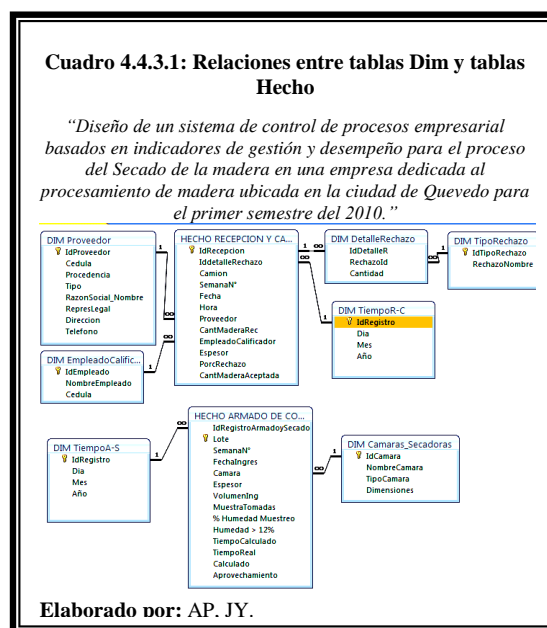 Cuadro 4.4.3.1: Relaciones entre tablas Dim y tablas
Hecho
“Diseño de un sistema de control de procesos empresarial
basados en indicadores de gestión y desempeño para el proceso
del Secado de la madera en una empresa dedicada al
procesamiento de madera ubicada en la ciudad de Quevedo para
el primer semestre del 2010.”
DIM Proveedor
IdProveedor
Cedula
Procedencia
Tipo
RazonSocial_Nombre
RepresLegal
Direccion
Telefono
1
∞
HECHO RECEPCION Y CA...
IdRecepcion
IddetalleRechazo
Camion
SemanaN°
Fecha
Hora
Proveedor
CantMaderaRec
EmpleadoCalificador
Espesor
PorcRechazo
CantMaderaAceptada
1
∞
∞
1
DIM DetalleRechazo
IdDetalleR
RechazoId
Cantidad
∞
1
DIM TipoRechazo
IdTipoRechazo
RechazoNombre
DIM TiempoR-C
IdRegistro
Dia
Mes
Año
DIM EmpleadoCalific...
IdEmpleado
NombreEmpleado
Cedula
1
∞
DIM TiempoA-S
IdRegistro
Dia
Mes
Año
1
∞
HECHO ARMADO DE CO...
IdRegistroArmadoySecado
Lote
SemanaN°
FechaIngres
Camara
Espesor
VolumenIng
MuestraTomadas
% Humedad Muestreo
Humedad > 12%
TiempoCalculado
TiempoReal
Calculado
Aprovechamiento
∞
1
DIM Camaras_Secadoras
IdCamara
NombreCamara
TipoCamara
Dimensiones
Elaborado por: AP. JY.